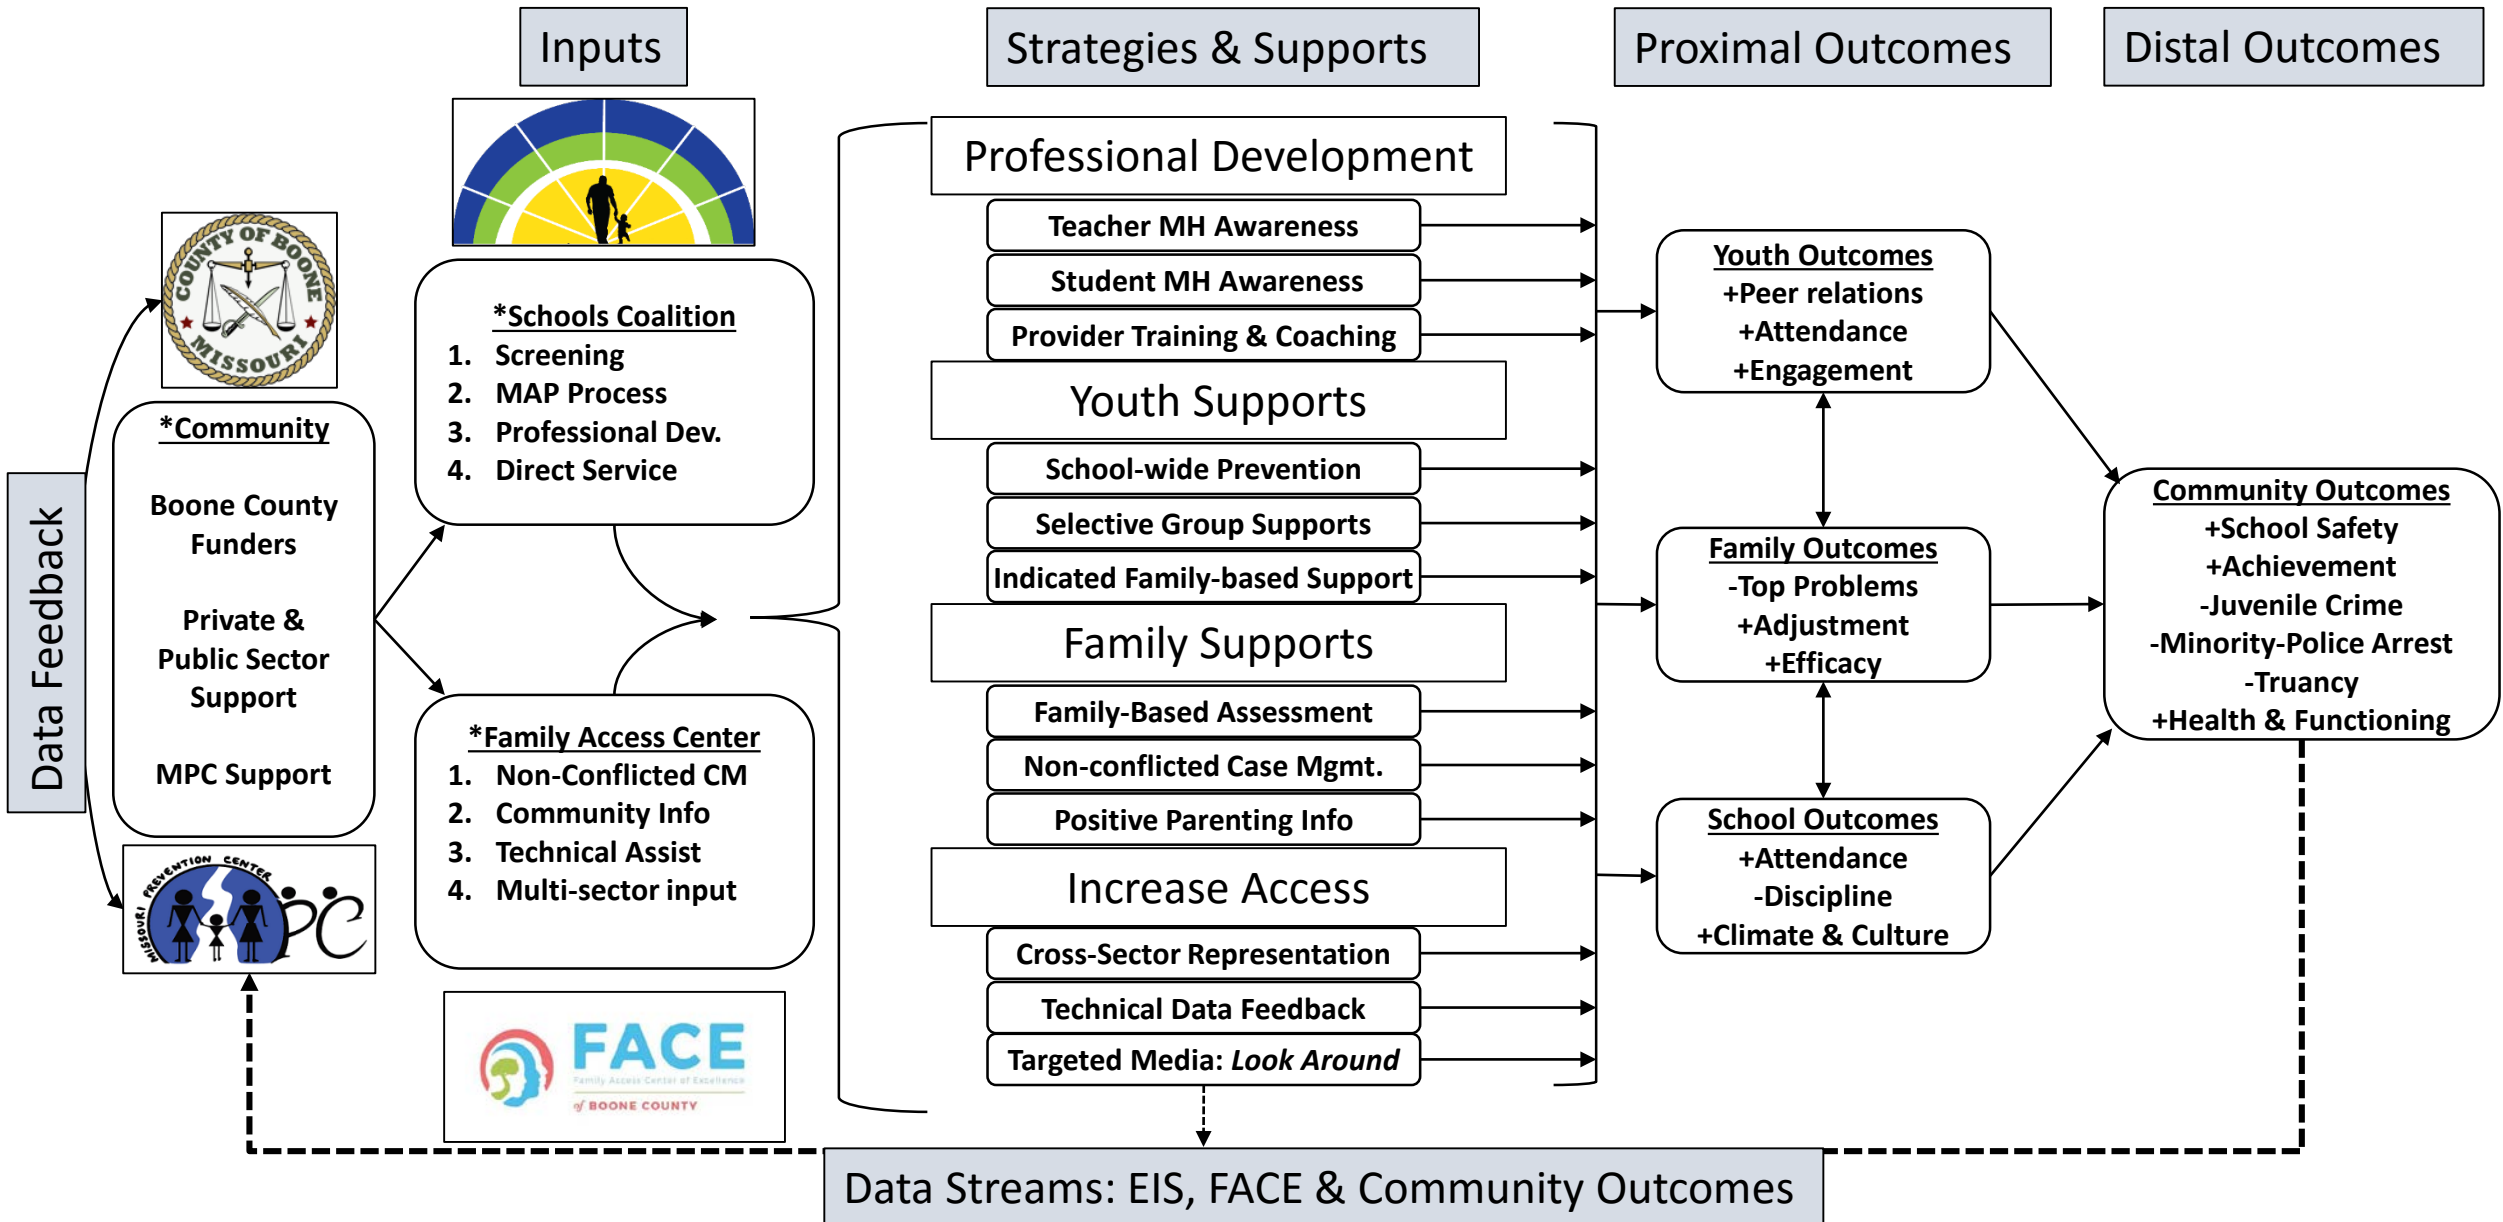 Inputs
Strategies & Supports
Proximal Outcomes
Distal Outcomes
Data Feedback
COUNTY OF BOONE
MISSOURI
*Community
Boone County
Funders
Private &
Public Sector
Support
MPC Support
MISSOURI PREVENTION CENTER
PC
*Schools Coalition
1. Screening
2. MAP Process
3. Professional Dev.
4. Direct Service
*Family Access Center
1. Non-Conflicted CM
2. Community Info
3. Technical Assist
4. Multi-sector input
FACE
Family Access Center of Excellence
of BOONE COUNTY
Professional Development
Teacher MH Awareness
Student MH Awareness
Provider Training & Coaching
Youth Supports
School-wide Prevention
Selective Group Supports
Indicated Family-based Support
Family Supports
Family-Based Assessment
Non-conflicted Case Mgmt.
Positive Parenting Info
Increase Access
Cross-Sector Representation
Technical Data Feedback
Targeted Media: Look Around
Youth Outcomes
+Peer relations
+Attendance
+Engagement
Family Outcomes
-Top Problems
+Adjustment
+Efficacy
School Outcomes
+Attendance
-Discipline
+Climate & Culture
Community Outcomes
+School Safety
+Achievement
-Juvenile Crime
-Minority-Police Arrest
-Truancy
+Health & Functioning
Data Streams: EIS, FACE & Community Outcomes